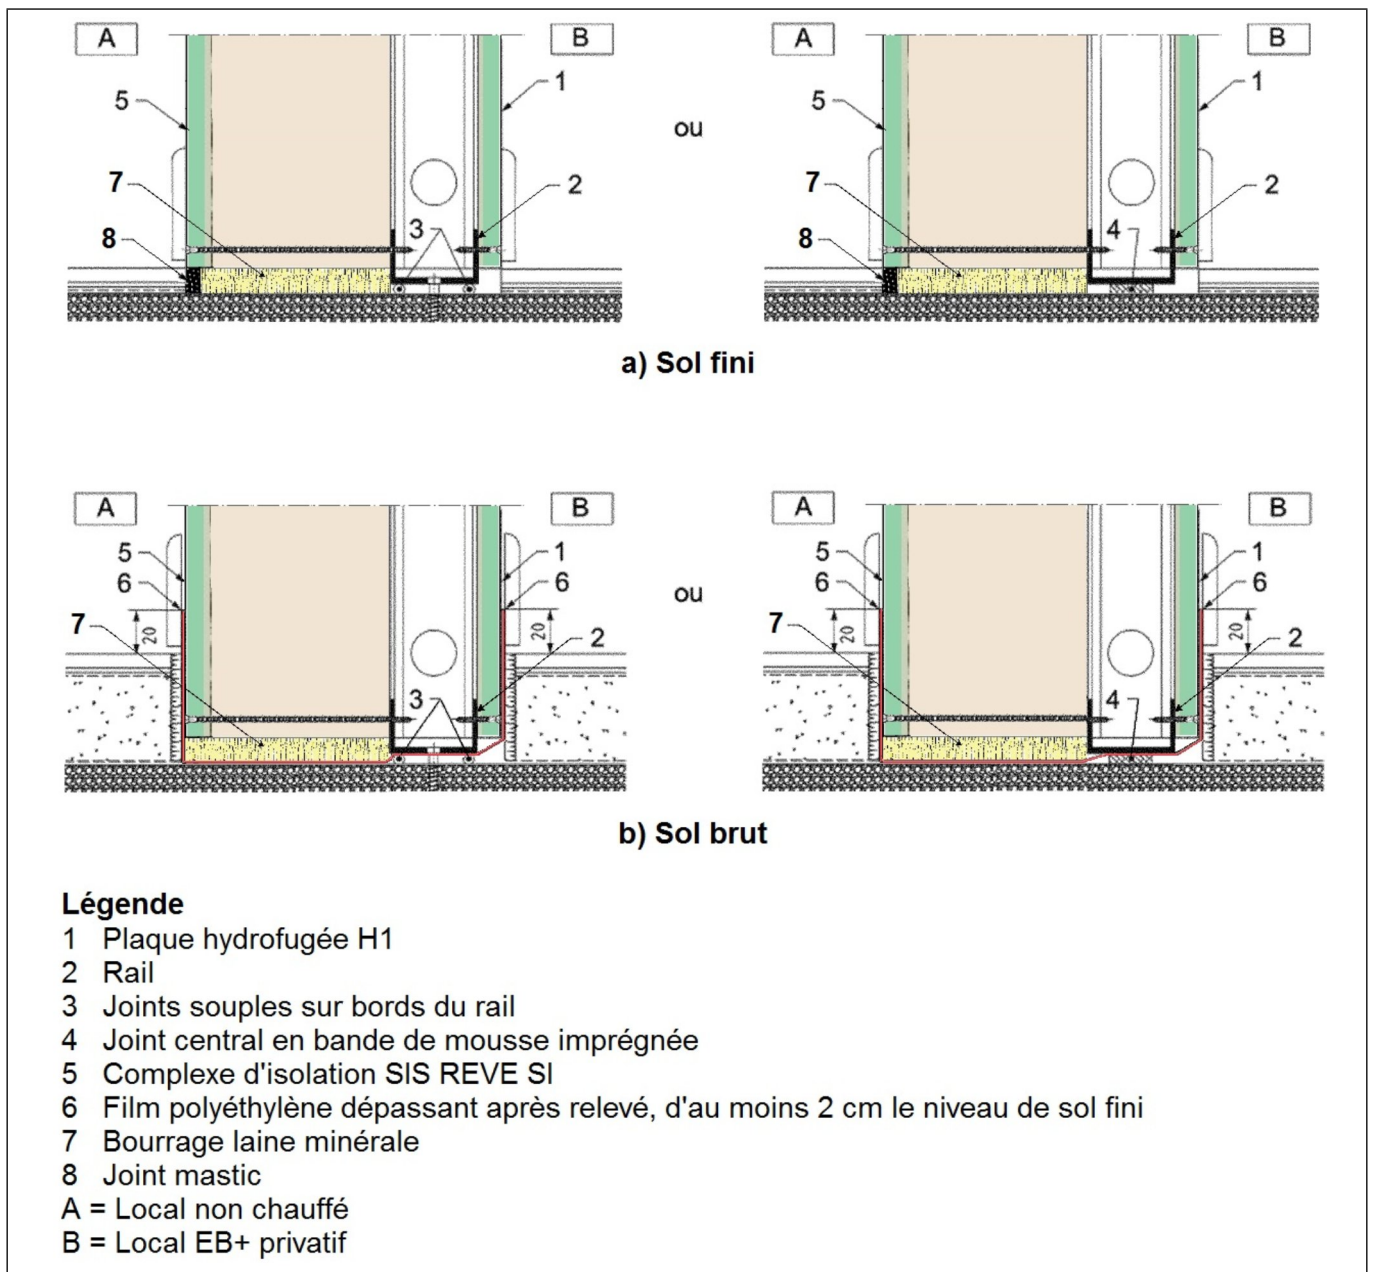 A B A B
5 1 ou 5 1
7 2 7 2
8 3 8 4
a) Sol fini
A B A B
5 1 5 1
6 6 ou 6 6
7 20 20 2 7 20 20 2
3 4
b) Sol brut
Légende
1 Plaque hydrofugée H1
2 Rail
3 Joints souples sur bords du rail
4 Joint central en bande de mousse imprégnée
5 Complexe d'isolation SIS REVE SI
6 Film polyéthylène dépassant après relevé, d'au moins 2 cm le niveau de sol fini
7 Bourrage laine minérale
8 Joint mastic
A = Local non chauffé
B = Local EB+ privatif